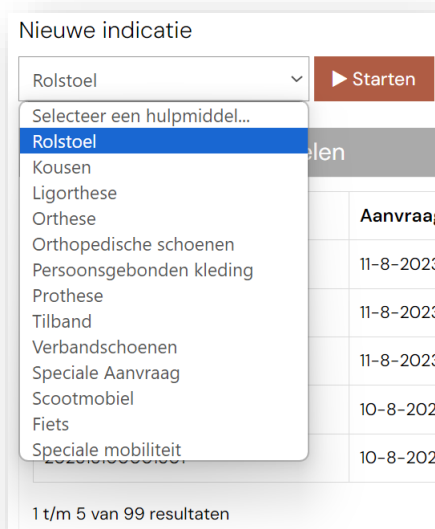 Nieuwe indicatie
Rolstoel
Starten
Selecteer een hulpmiddel...
Rolstoel
elen
Kousen
Ligorthese
Orthese
Orthopedische schoenen
Persoonsgebonden kleding
Prothese
Tilband
Verbandschoenen
Speciale Aanvraag
Scootmobiel
Fiets
Speciale mobiliteit
Aanvraag
11-8-2023
11-8-2023
11-8-2023
10-8-202
10-8-202
1 t/m 5 van 99 resultaten